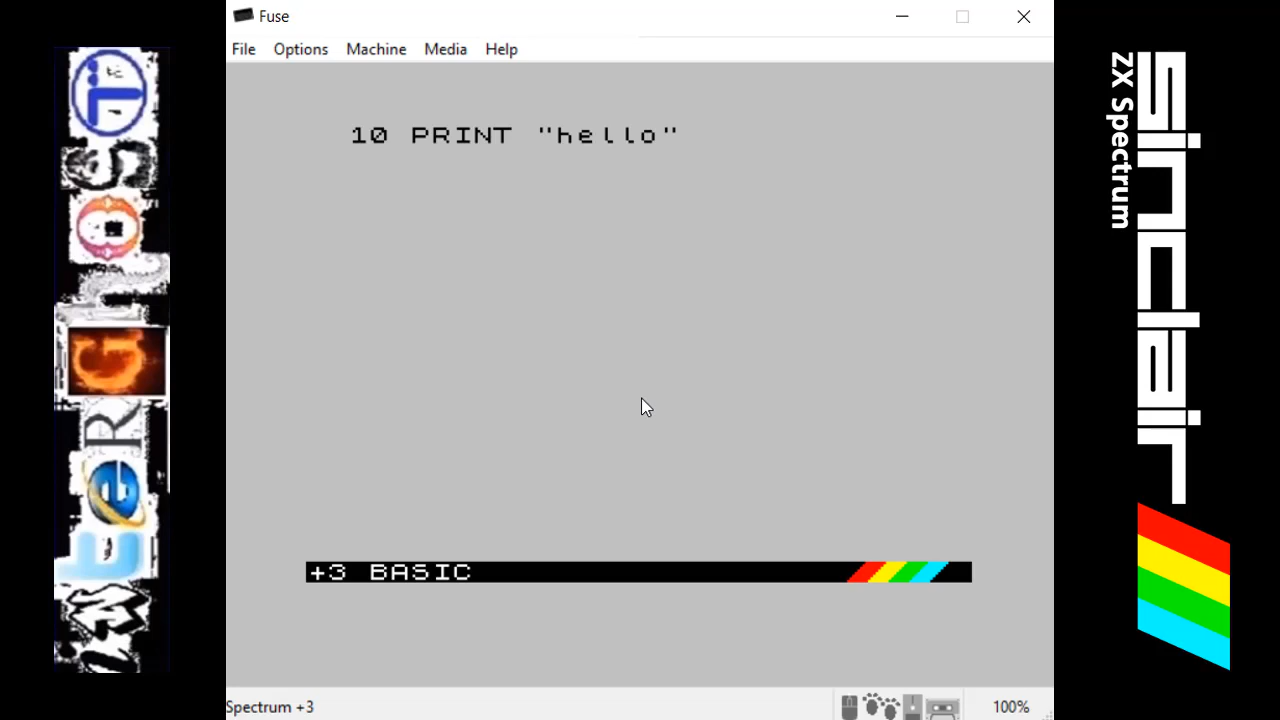 Fuse
File Options Machine Media Help
10 PRINT "hello"
+3 BASIC
Spectrum +3
100%
sinclair
ZX Spectrum